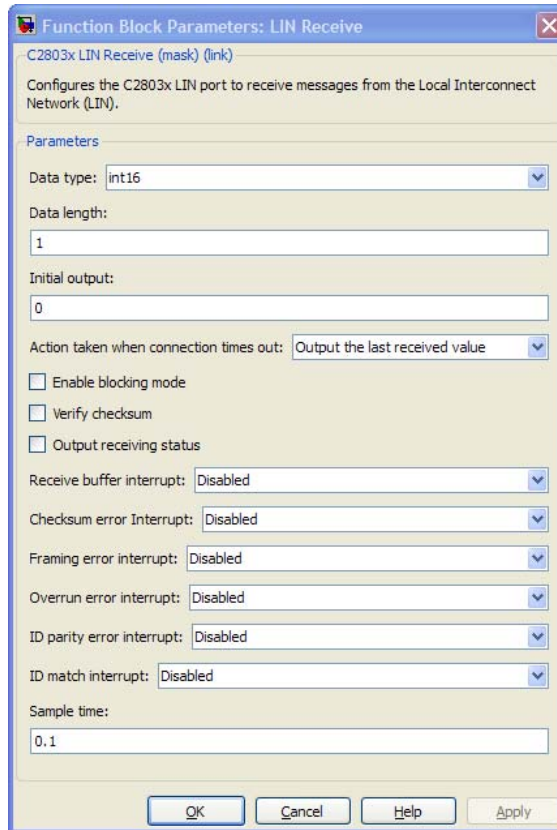 Function Block Parameters: LIN Receive
C2803x LIN Receive (mask) (link)
Configures the C2803x LIN port to receive messages from the Local Interconnect
Network (LIN).
Parameters
Data type: int16
Data length:
1
Initial output:
0
Action taken when connection times out: Output the last received value
Enable blocking mode
Verify checksum
Output receiving status
Receive buffer interrupt: Disabled
Checksum error Interrupt: Disabled
Framing error interrupt: Disabled
Overrun error interrupt: Disabled
ID parity error interrupt: Disabled
ID match interrupt: Disabled
Sample time:
0.1
OK Cancel Help Apply